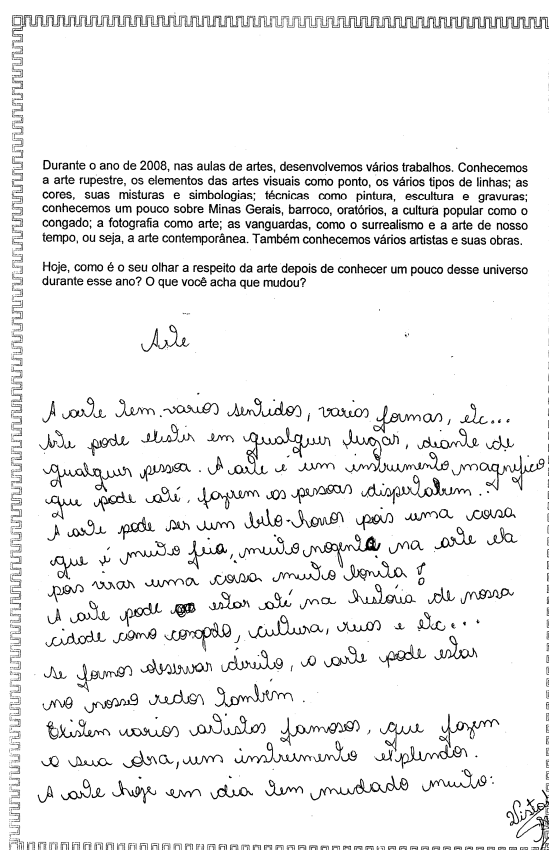 Durante o ano de 2008, nas aulas de artes, desenvolvemos vários trabalhos. Conhecemos
a arte rupestre, os elementos das artes visuais como ponto, os vários tipos de linhas; as
cores, suas misturas e simbologias; técnicas como pintura, escultura e gravuras;
conhecemos um pouco sobre Minas Gerais, barroco, oratórios, a cultura popular como o
congado; a fotografia como arte; as vanguardas, como o surrealismo e a arte de nosso
tempo, ou seja, a arte contemporânea. Também conhecemos vários artistas e suas obras.
Hoje, como é o seu olhar a respeito da arte depois de conhecer um pouco desse universo
durante esse ano? O que você acha que mudou?
Arte
A arte tem varios sentidos, varios formas, etc...
Arte pode existir em qualquer lugar, diante de
qualquer pessoa. A arte é um instrumento magnifico
que pode até, fazerem as pessoas dispertarem..
A arte pode ser um belo-horror pois uma coisa
que é muito feia, muito nogenta na arte ela
pois virar uma coisa muito bonita!
A arte pode estar até na história de nossa
cidade como congado, cultura, ruas e etc...
Se formos observar direito, a arte pode estar
no nosso redor também.
Existem varios artistas famosos, que fazem
a sua obra, um instrumento explendor.
A arte hoje em dia tem mudado muito:
Visto